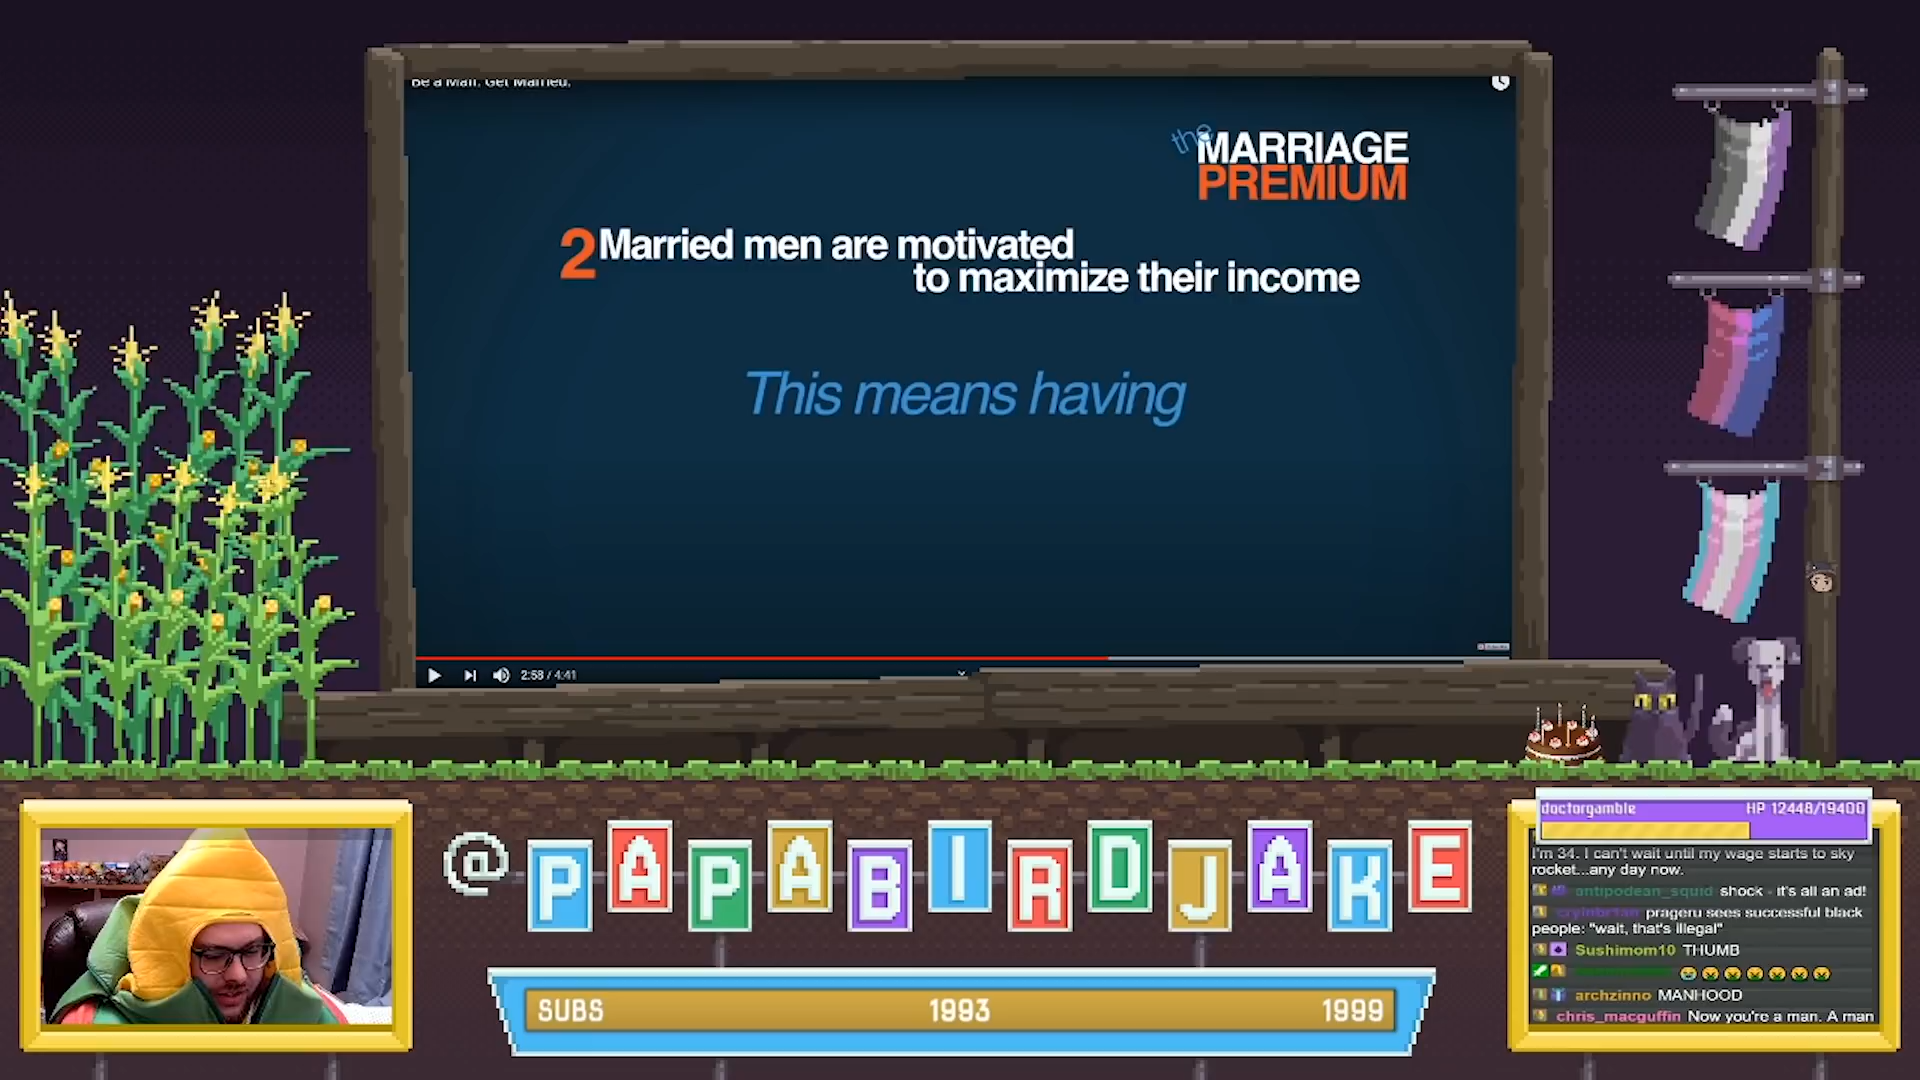 Be a Man. Get Married.
the
MARRIAGE
PREMIUM
2 Married men are motivated
to maximize their income
This means having
2:58 / 4:41
@PAPABIRDJAKE
SUBS 1993 1999
doctorgamble HP 12448/19400
I'm 34. I can't wait until my wage starts to sky
rocket...any day now.
antipodean_squid shock - it's all an ad!
prageru sees successful black
people: "wait, that's illegal"
Sushimom10 THUMB
archzinno MANHOOD
chris_macguffin Now you're a man. A man